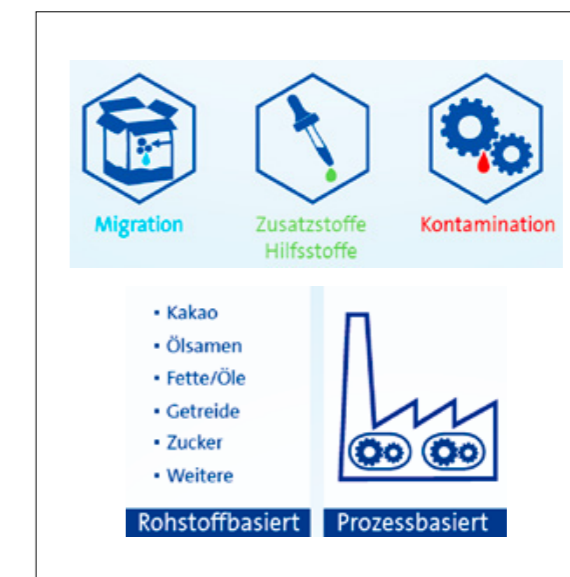 Migration
Zusatzstoffe
Hilfsstoffe
Kontamination
• Kakao
• Ölsamen
• Fette/Öle
• Getreide
• Zucker
• Weitere
Rohstoffbasiert
Prozessbasiert